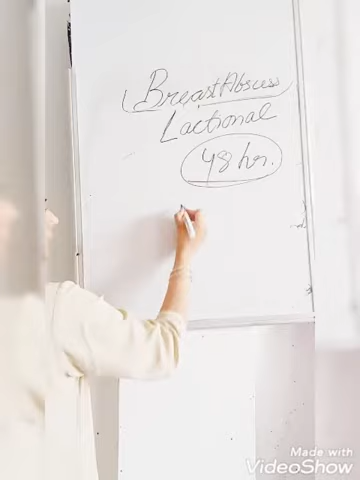 Breast Abscess
Lactional
48 hr.
Made with
VideoShow